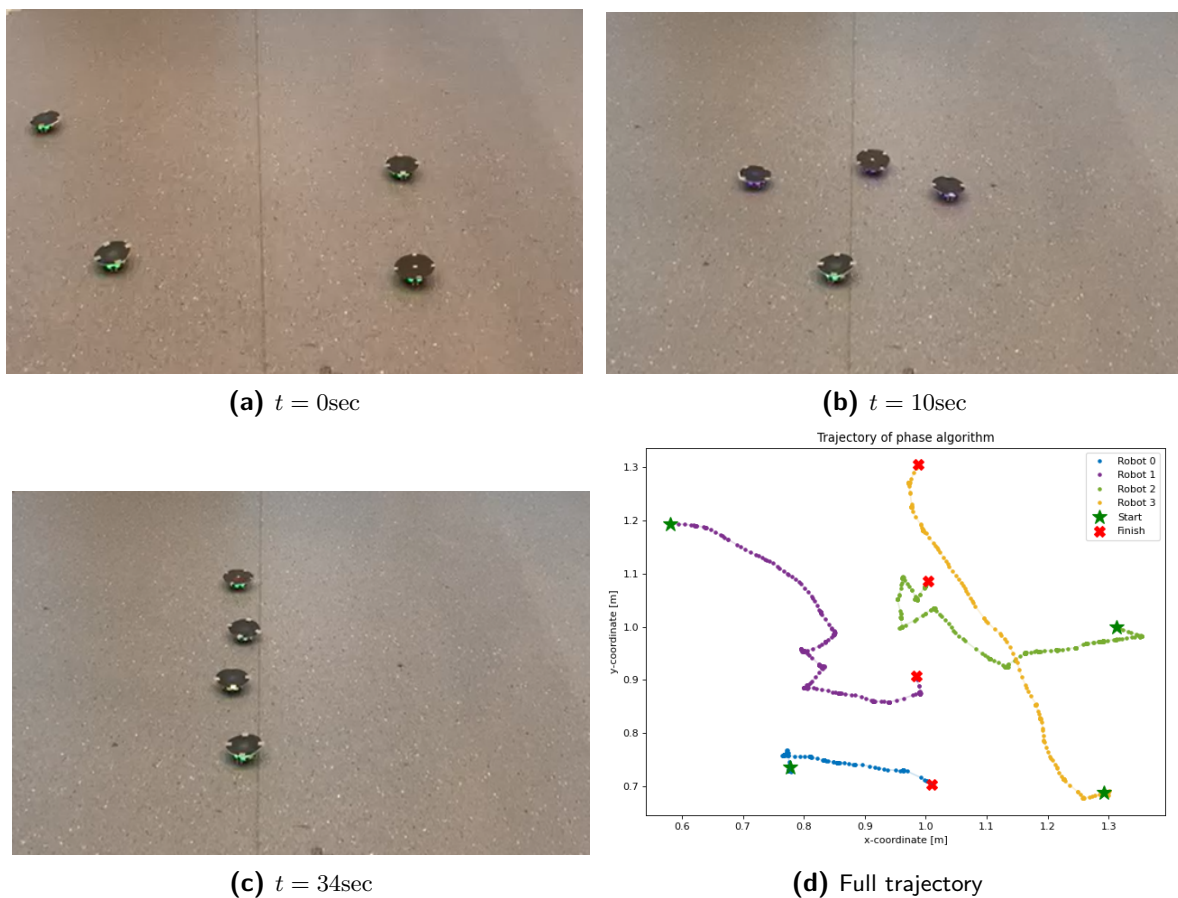 (a) t = 0sec
(b) t = 10sec
Trajectory of phase algorithm
1.3
1.2
1.1
1.0
0.9
0.8
0.7
y-coordinate [m]
Robot 0
Robot 1
Robot 2
Robot 3
Start
Finish
0.6 0.7 0.8 0.9 1.0 1.1 1.2 1.3
x-coordinate [m]
(c) t = 34sec
(d) Full trajectory